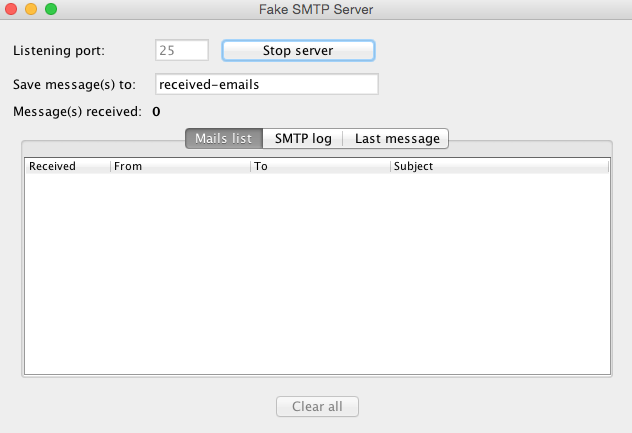 Fake SMTP Server
Listening port: 25 Stop server
Save message(s) to: received-emails
Message(s) received: 0
Mails list SMTP log Last message
Received From To Subject
Clear all